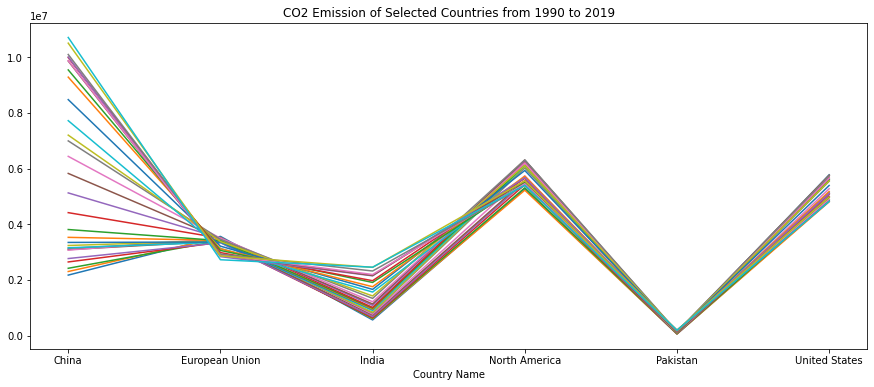 CO2 Emission of Selected Countries from 1990 to 2019
1e7
1.0
0.8
0.6
0.4
0.2
0.0
China European Union India North America Pakistan United States
Country Name